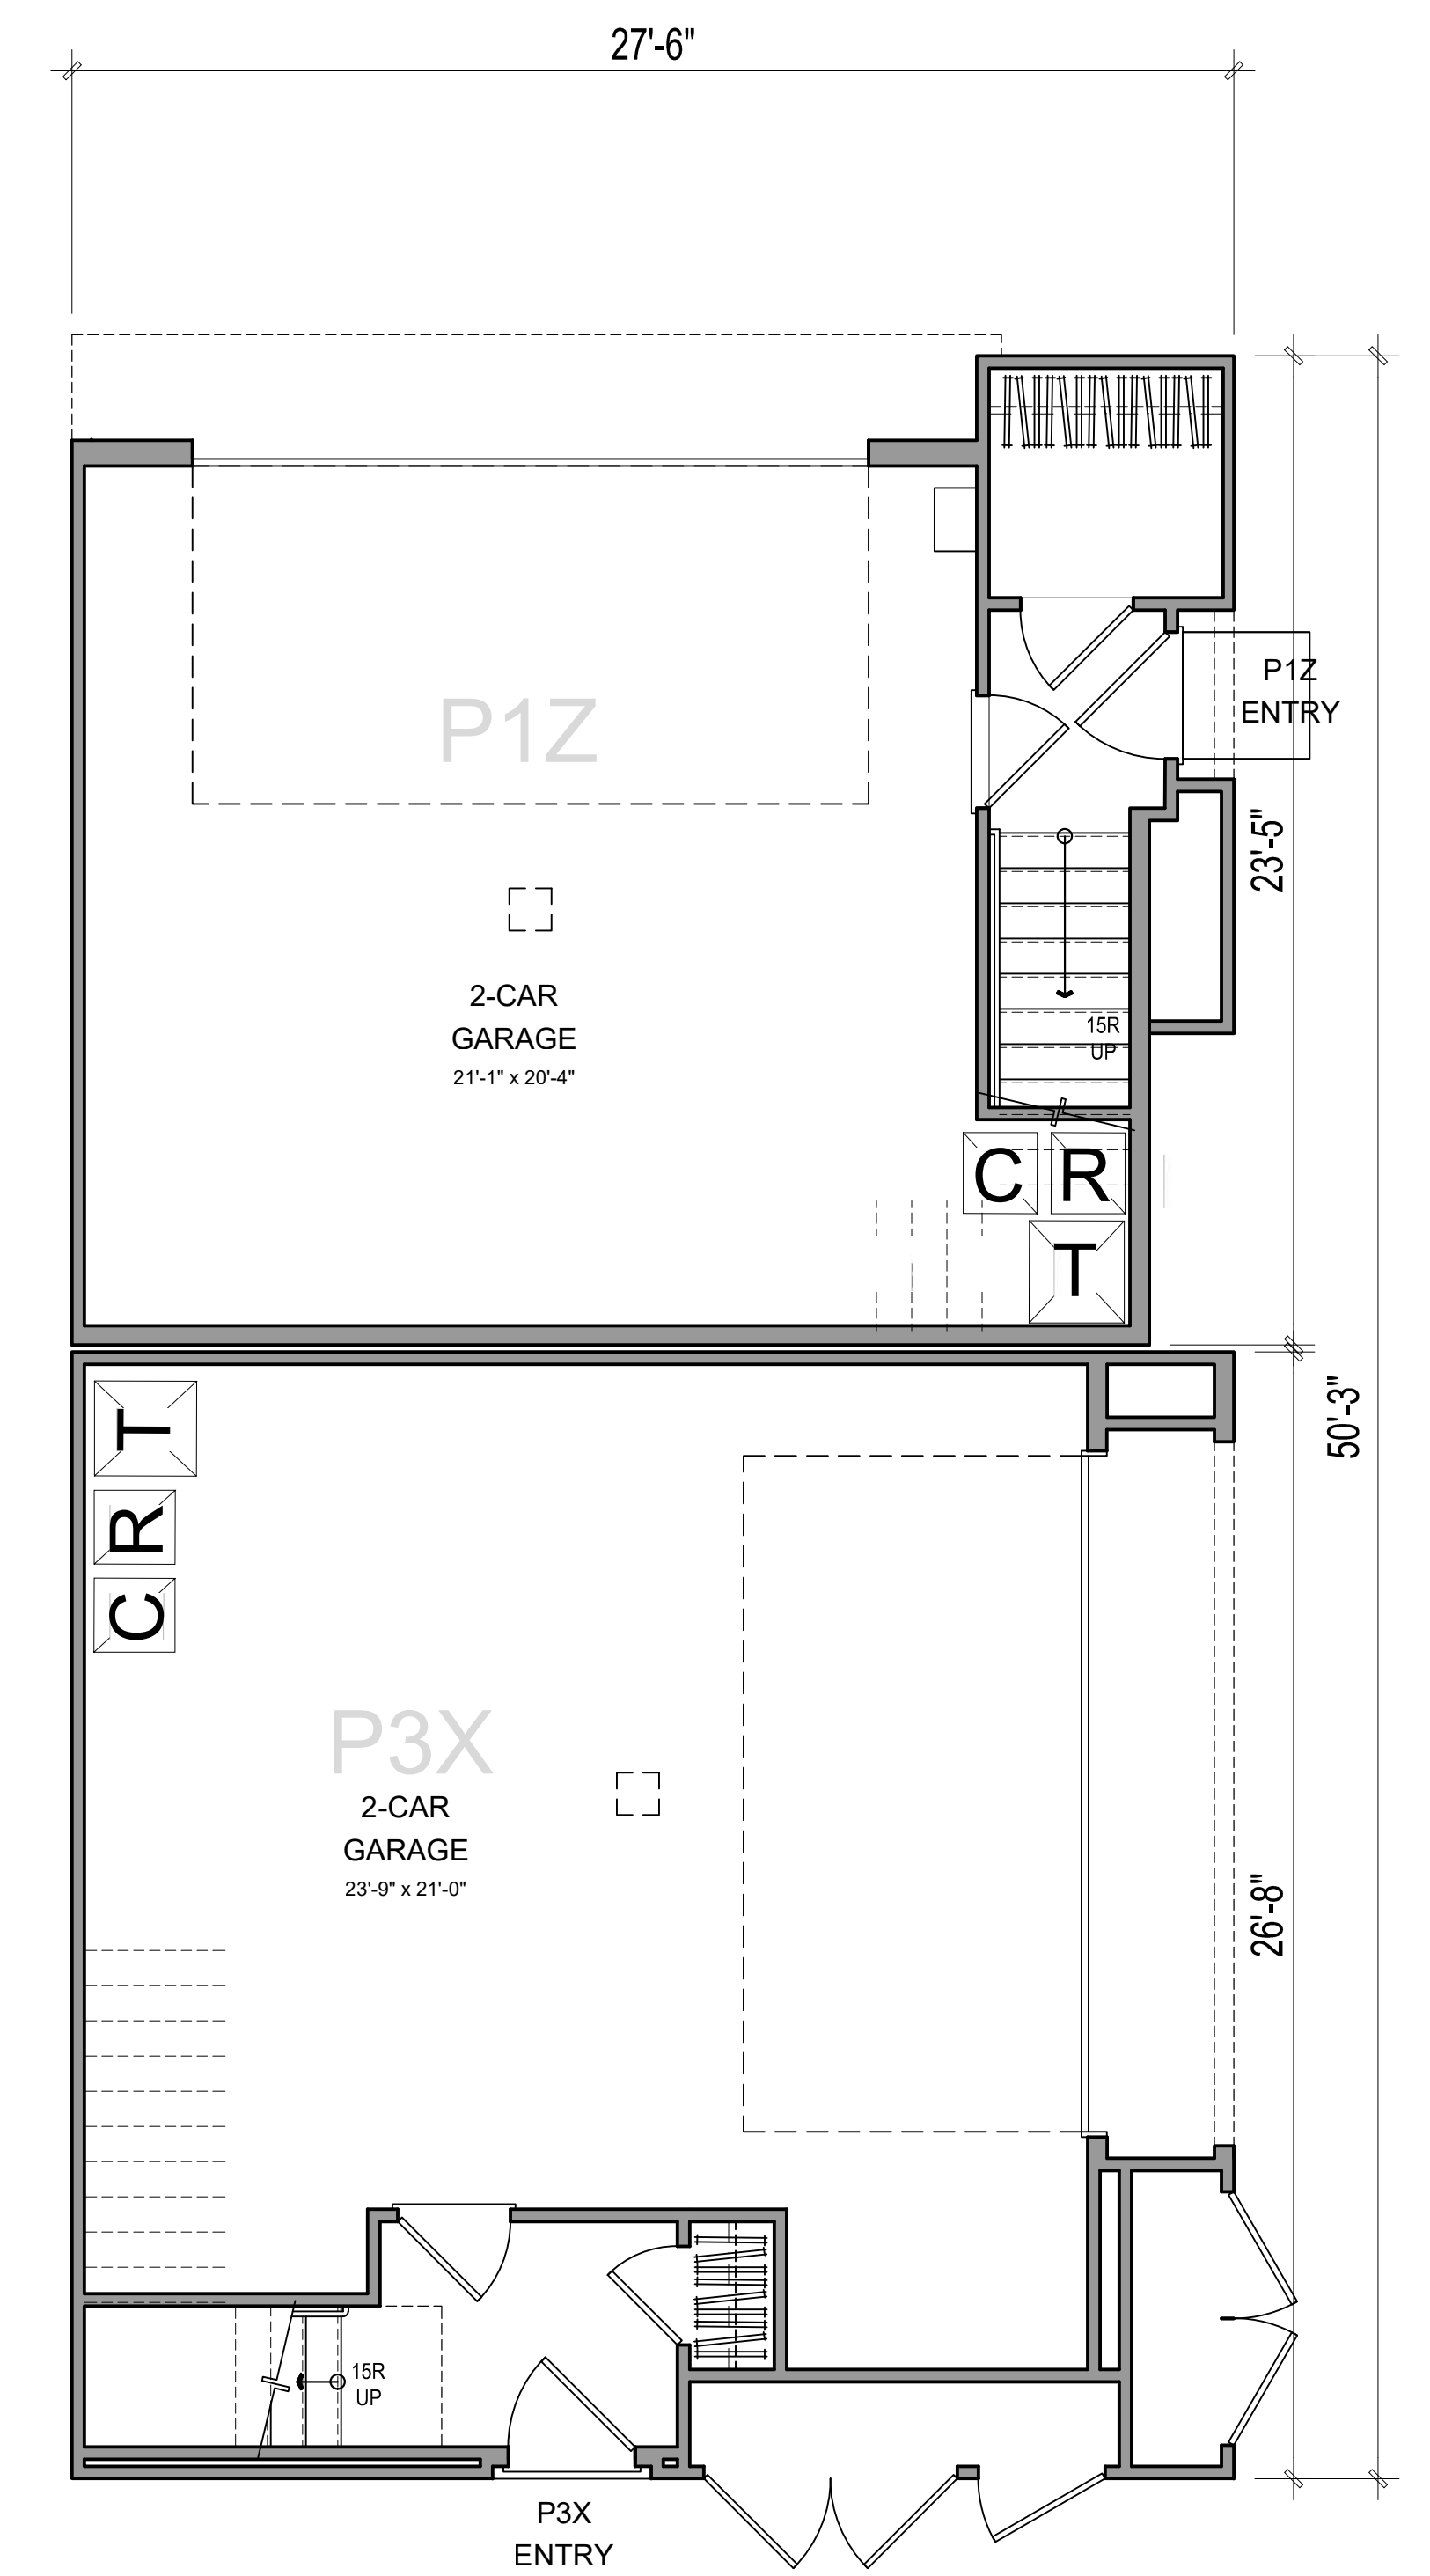 27'-6"
P1Z
P1Z
ENTRY
23'-5"
2-CAR
GARAGE
21'-1" x 20'-4"
15R
UP
C R
T
50'-3"
T
R
C
P3X
2-CAR
GARAGE
23'-9" x 21'-0"
26'-8"
15R
UP
P3X
ENTRY